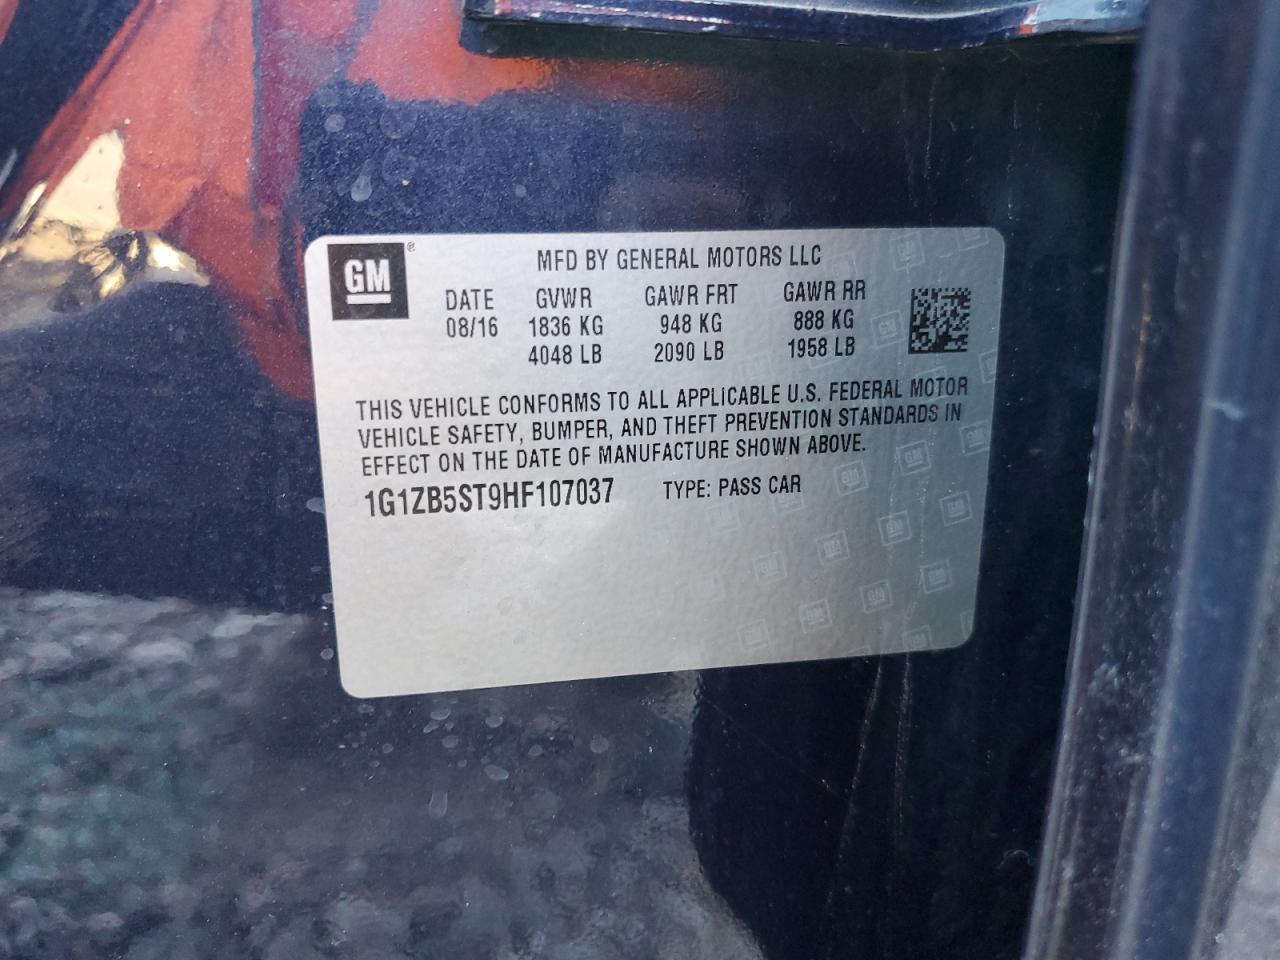 GM®
MFD BY GENERAL MOTORS LLC
DATE GVWR GAWR FRT GAWR RR
08/16 1836 KG 948 KG 888 KG
4048 LB 2090 LB 1958 LB
THIS VEHICLE CONFORMS TO ALL APPLICABLE U.S. FEDERAL MOTOR
VEHICLE SAFETY, BUMPER, AND THEFT PREVENTION STANDARDS IN
EFFECT ON THE DATE OF MANUFACTURE SHOWN ABOVE.
1G1ZB5ST9HF107037 TYPE: PASS CAR